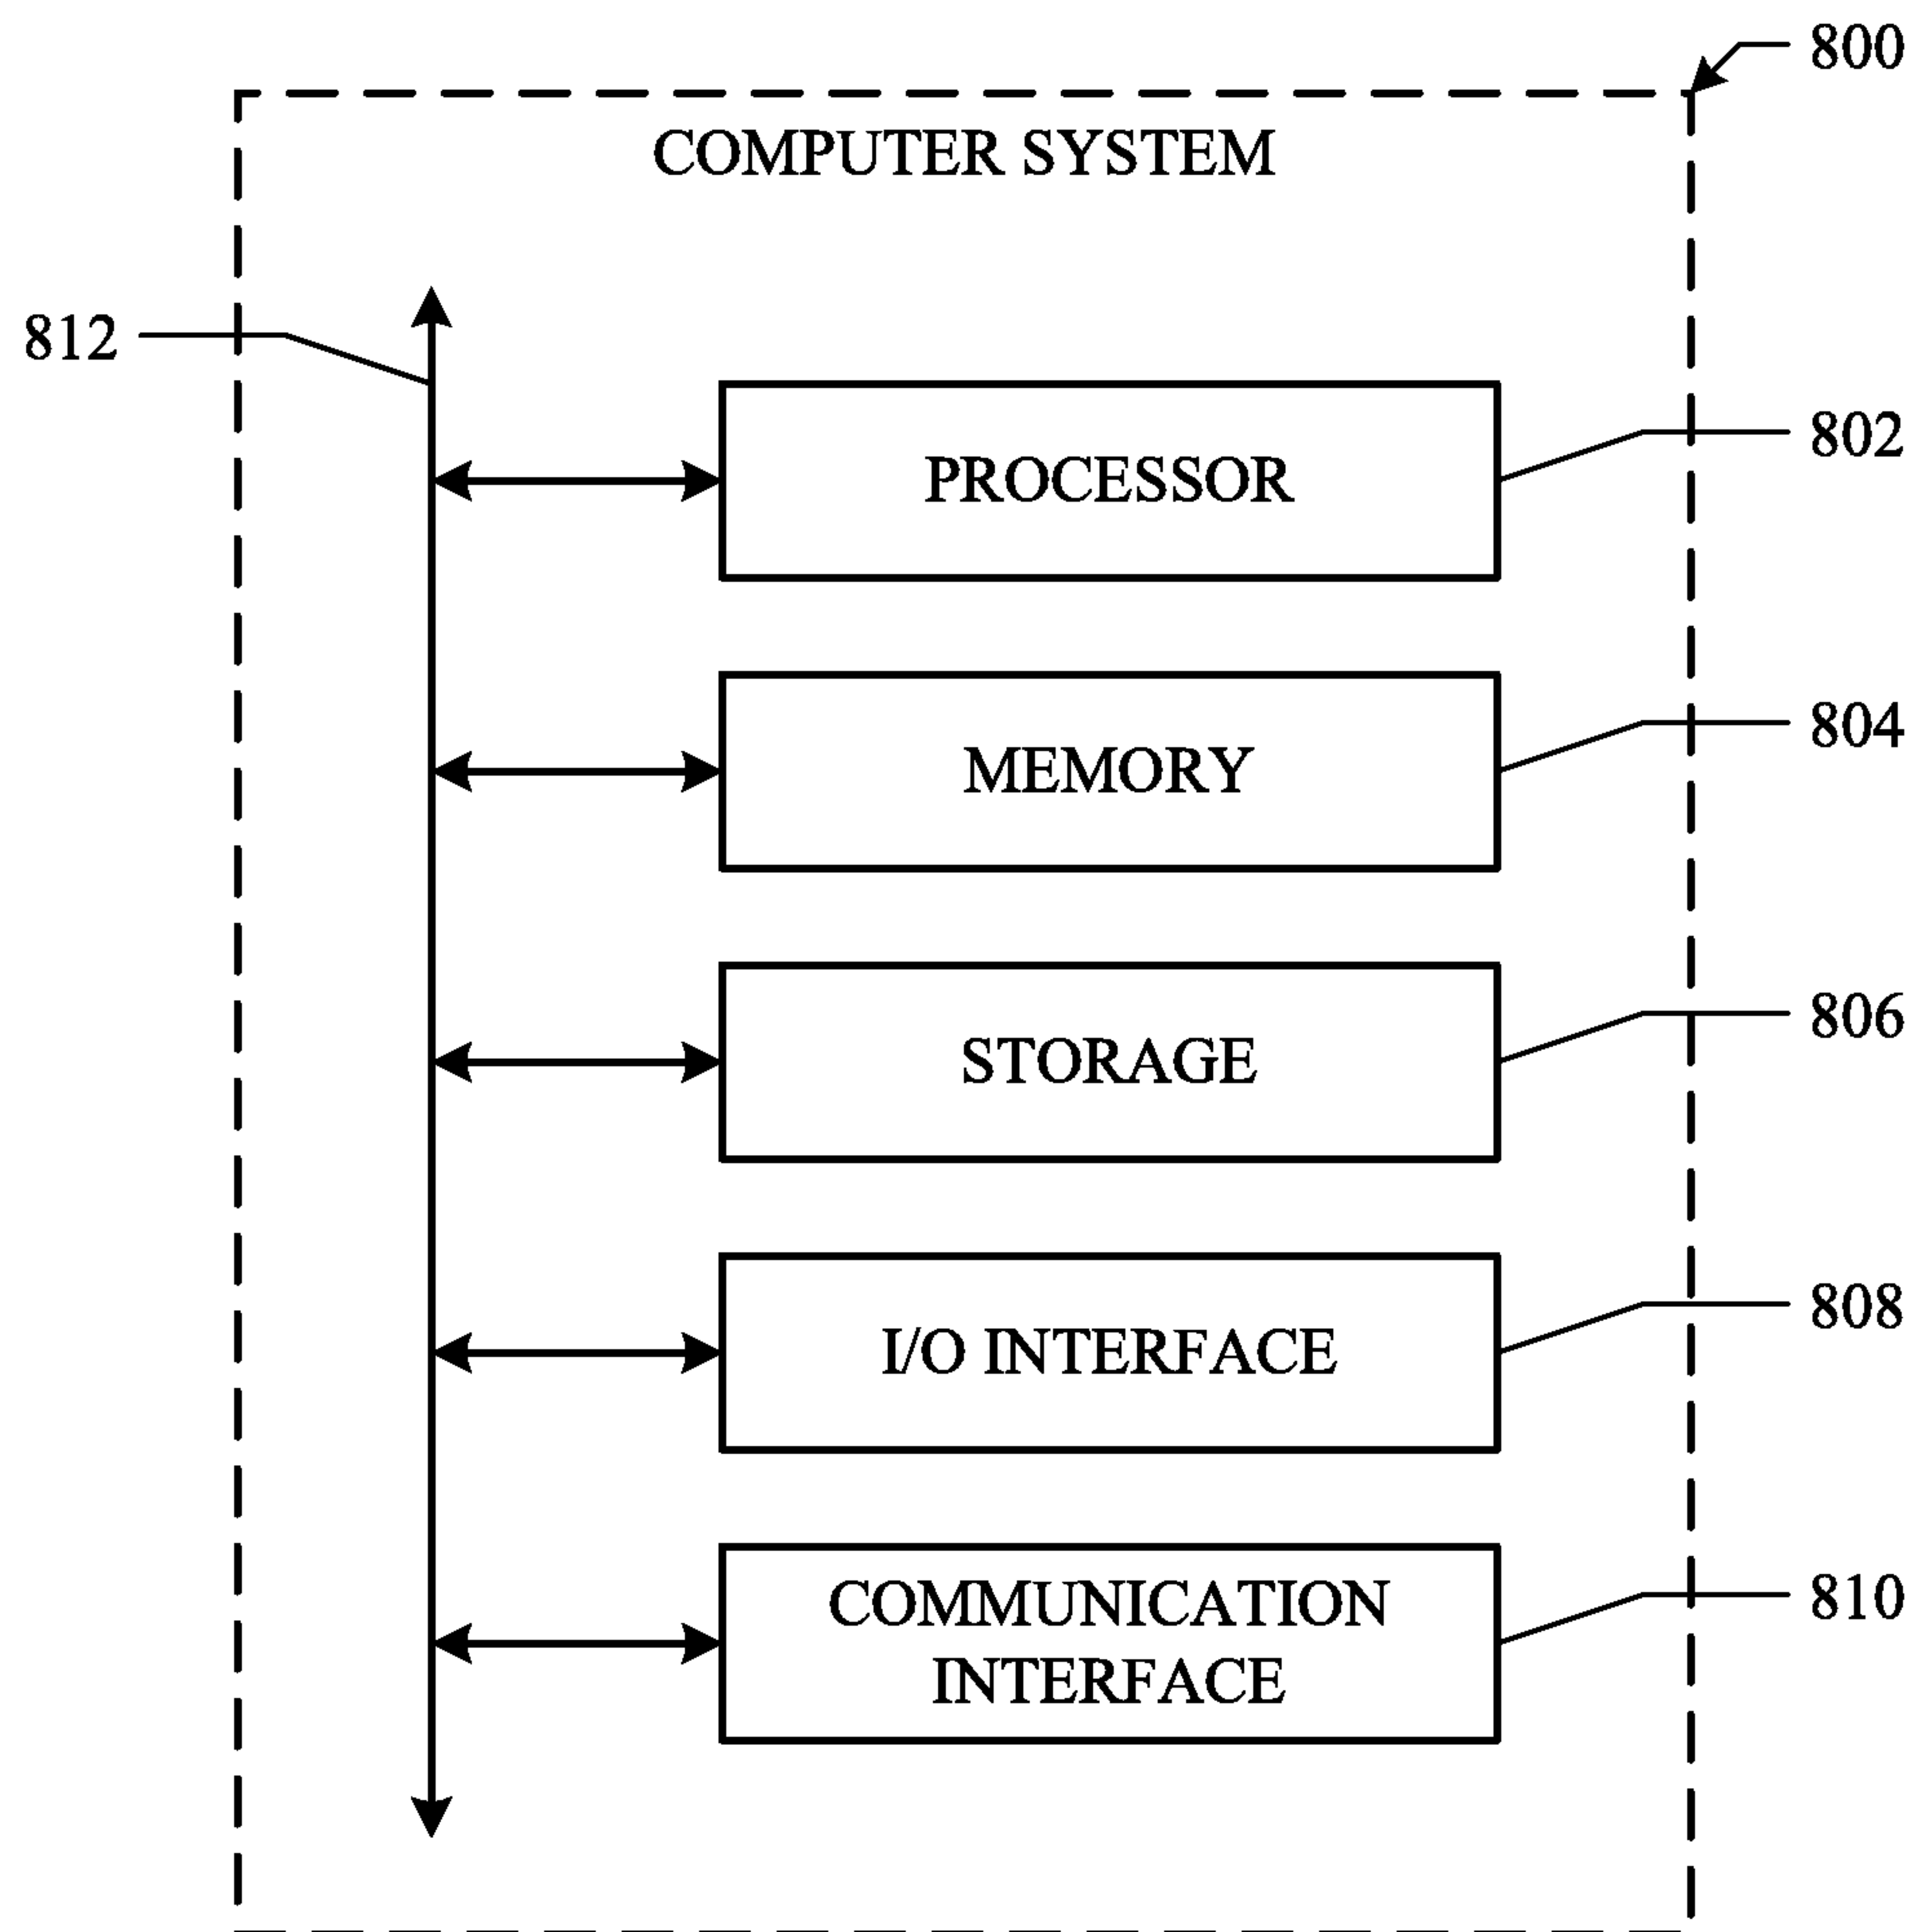 800
COMPUTER SYSTEM
812
802
PROCESSOR
804
MEMORY
806
STORAGE
808
I/O INTERFACE
810
COMMUNICATION
INTERFACE